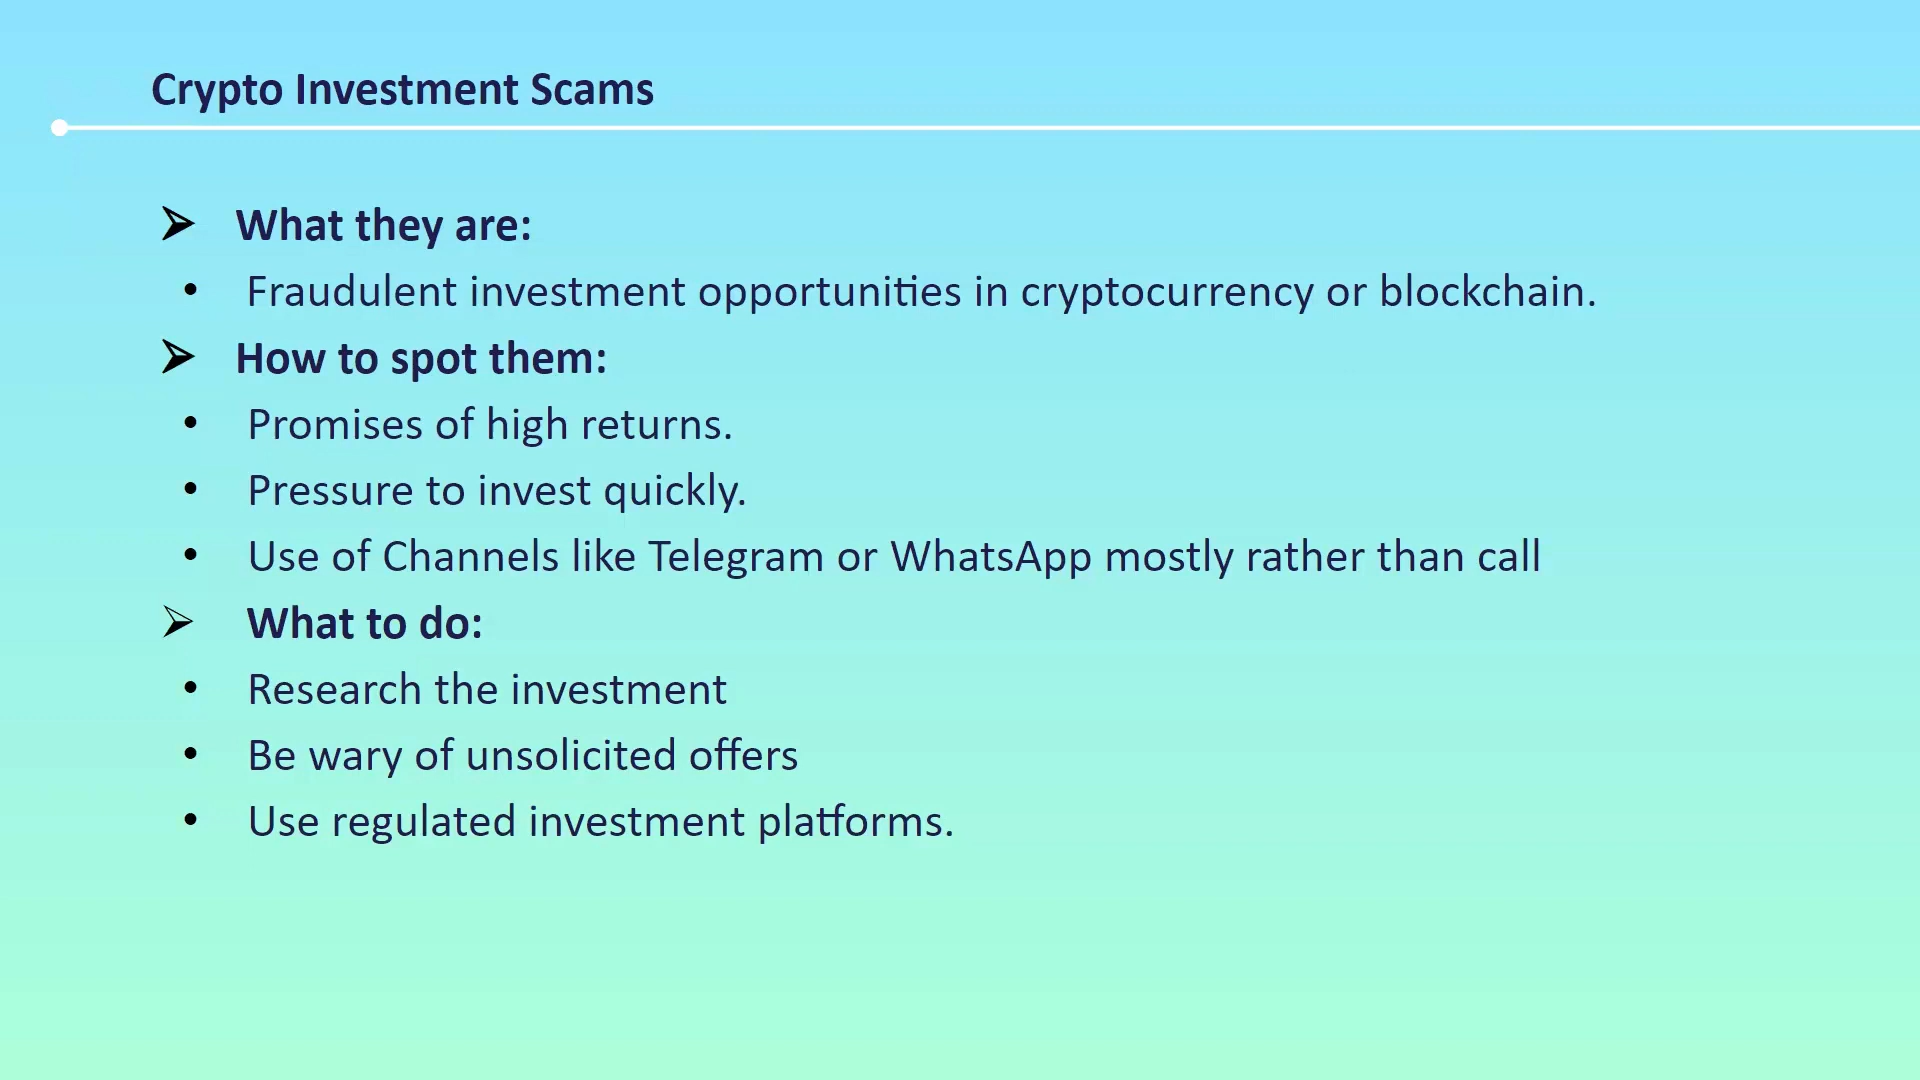 Crypto Investment Scams
➢ What they are:
• Fraudulent investment opportunities in cryptocurrency or blockchain.
➢ How to spot them:
• Promises of high returns.
• Pressure to invest quickly.
• Use of Channels like Telegram or WhatsApp mostly rather than call
➢ What to do:
• Research the investment
• Be wary of unsolicited offers
• Use regulated investment platforms.